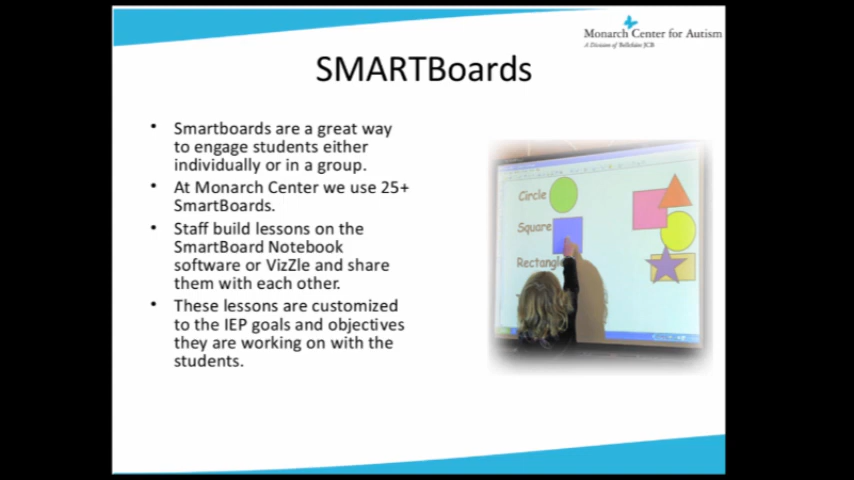 Monarch Center for Autism
A Division of Bellefaire JCB
SMARTBoards
• Smartboards are a great way
to engage students either
individually or in a group.
• At Monarch Center we use 25+
SmartBoards.
• Staff build lessons on the
SmartBoard Notebook
software or VizZle and share
them with each other.
• These lessons are customized
to the IEP goals and objectives
they are working on with the
students.
Circle
Square
Rectangle